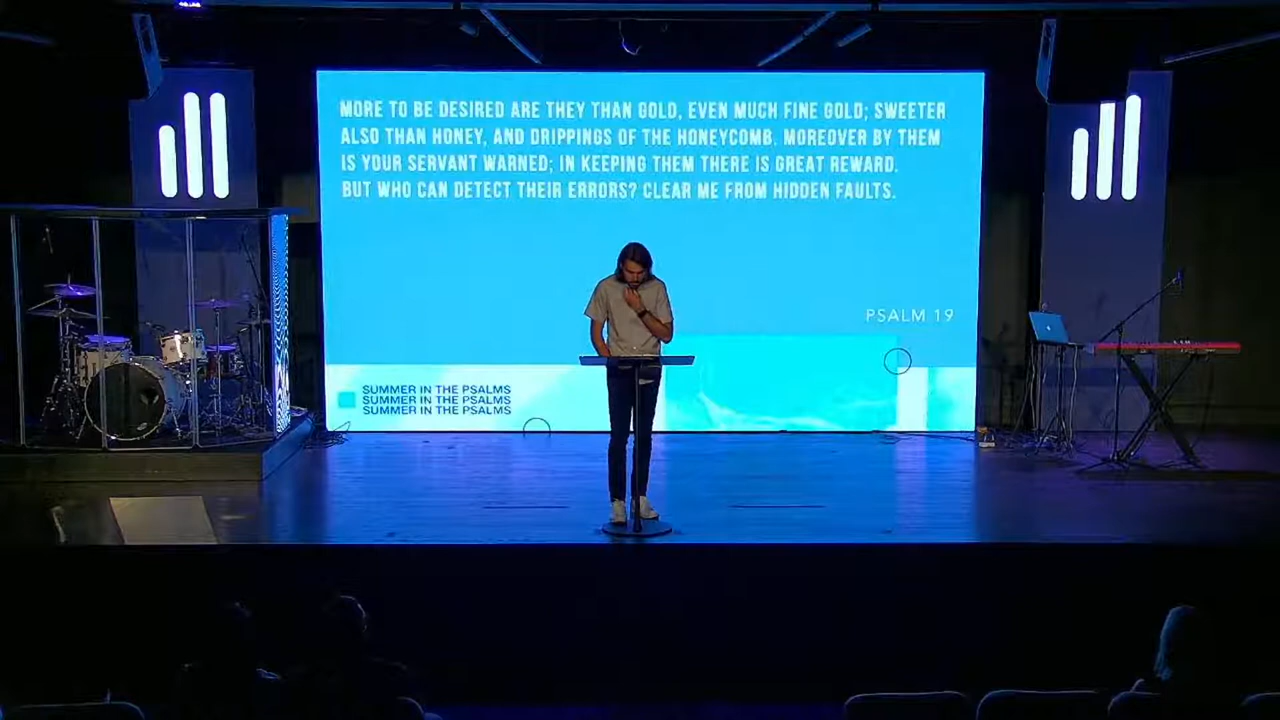 MORE TO BE DESIRED ARE THEY THAN GOLD, EVEN MUCH FINE GOLD; SWEETER
ALSO THAN HONEY, AND DRIPPINGS OF THE HONEYCOMB. MOREOVER BY THEM
IS YOUR SERVANT WARNED; IN KEEPING THEM THERE IS GREAT REWARD.
BUT WHO CAN DETECT THEIR ERRORS? CLEAR ME FROM HIDDEN FAULTS.
PSALM 19
SUMMER IN THE PSALMS
SUMMER IN THE PSALMS
SUMMER IN THE PSALMS